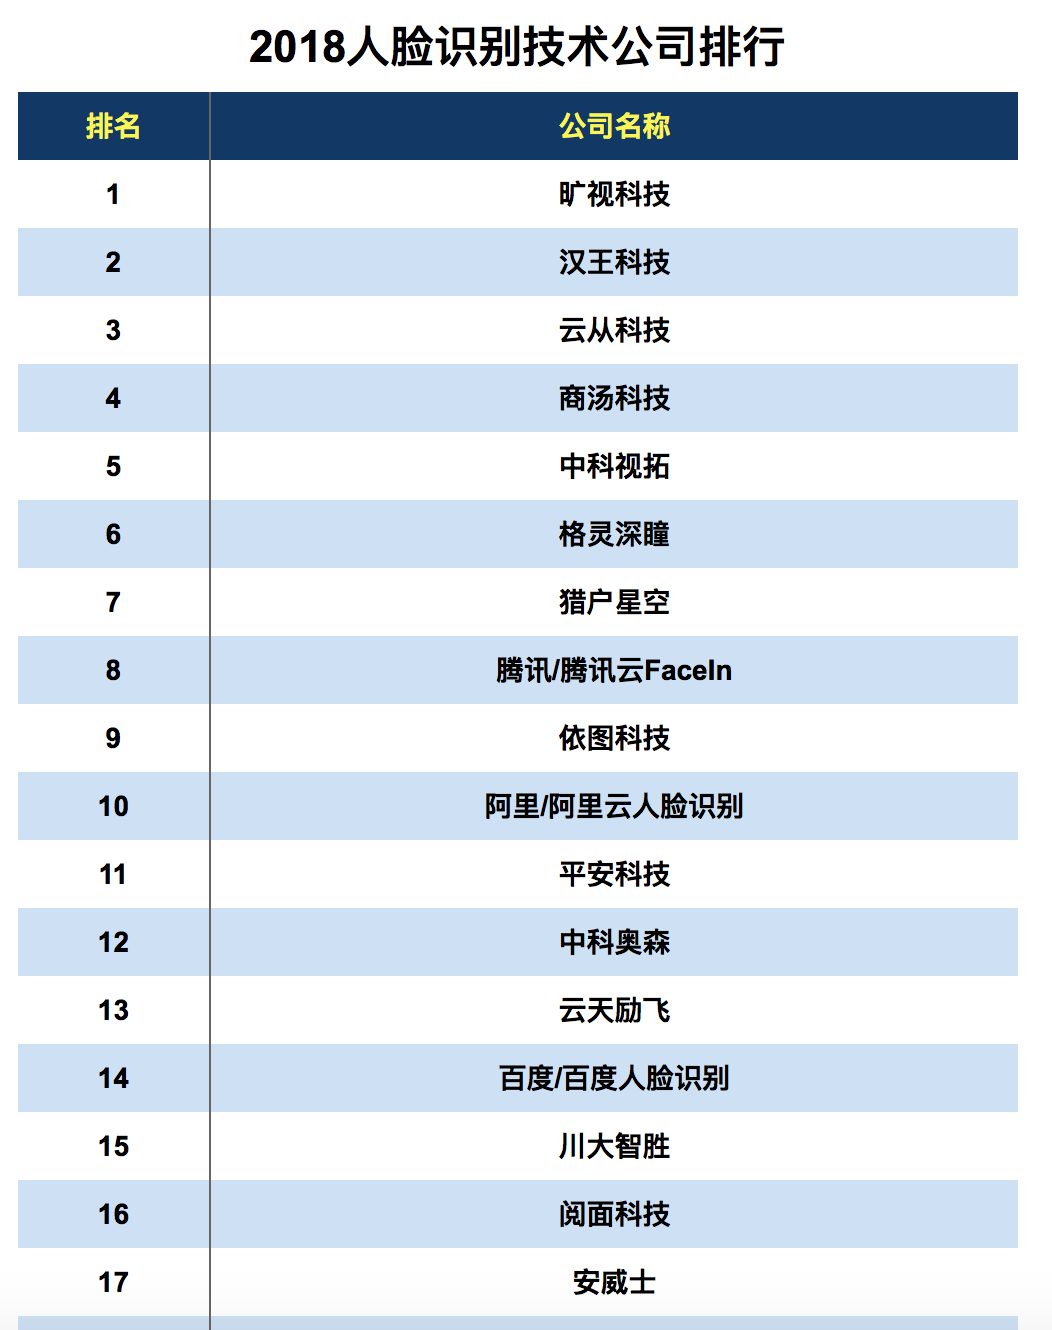 2018人脸识别技术公司排行
排名 公司名称
1 旷视科技
2 汉王科技
3 云从科技
4 商汤科技
5 中科视拓
6 格灵深瞳
7 猎户星空
8 腾讯/腾讯云FaceIn
9 依图科技
10 阿里/阿里云人脸识别
11 平安科技
12 中科奥森
13 云天励飞
14 百度/百度人脸识别
15 川大智胜
16 阅面科技
17 安威士